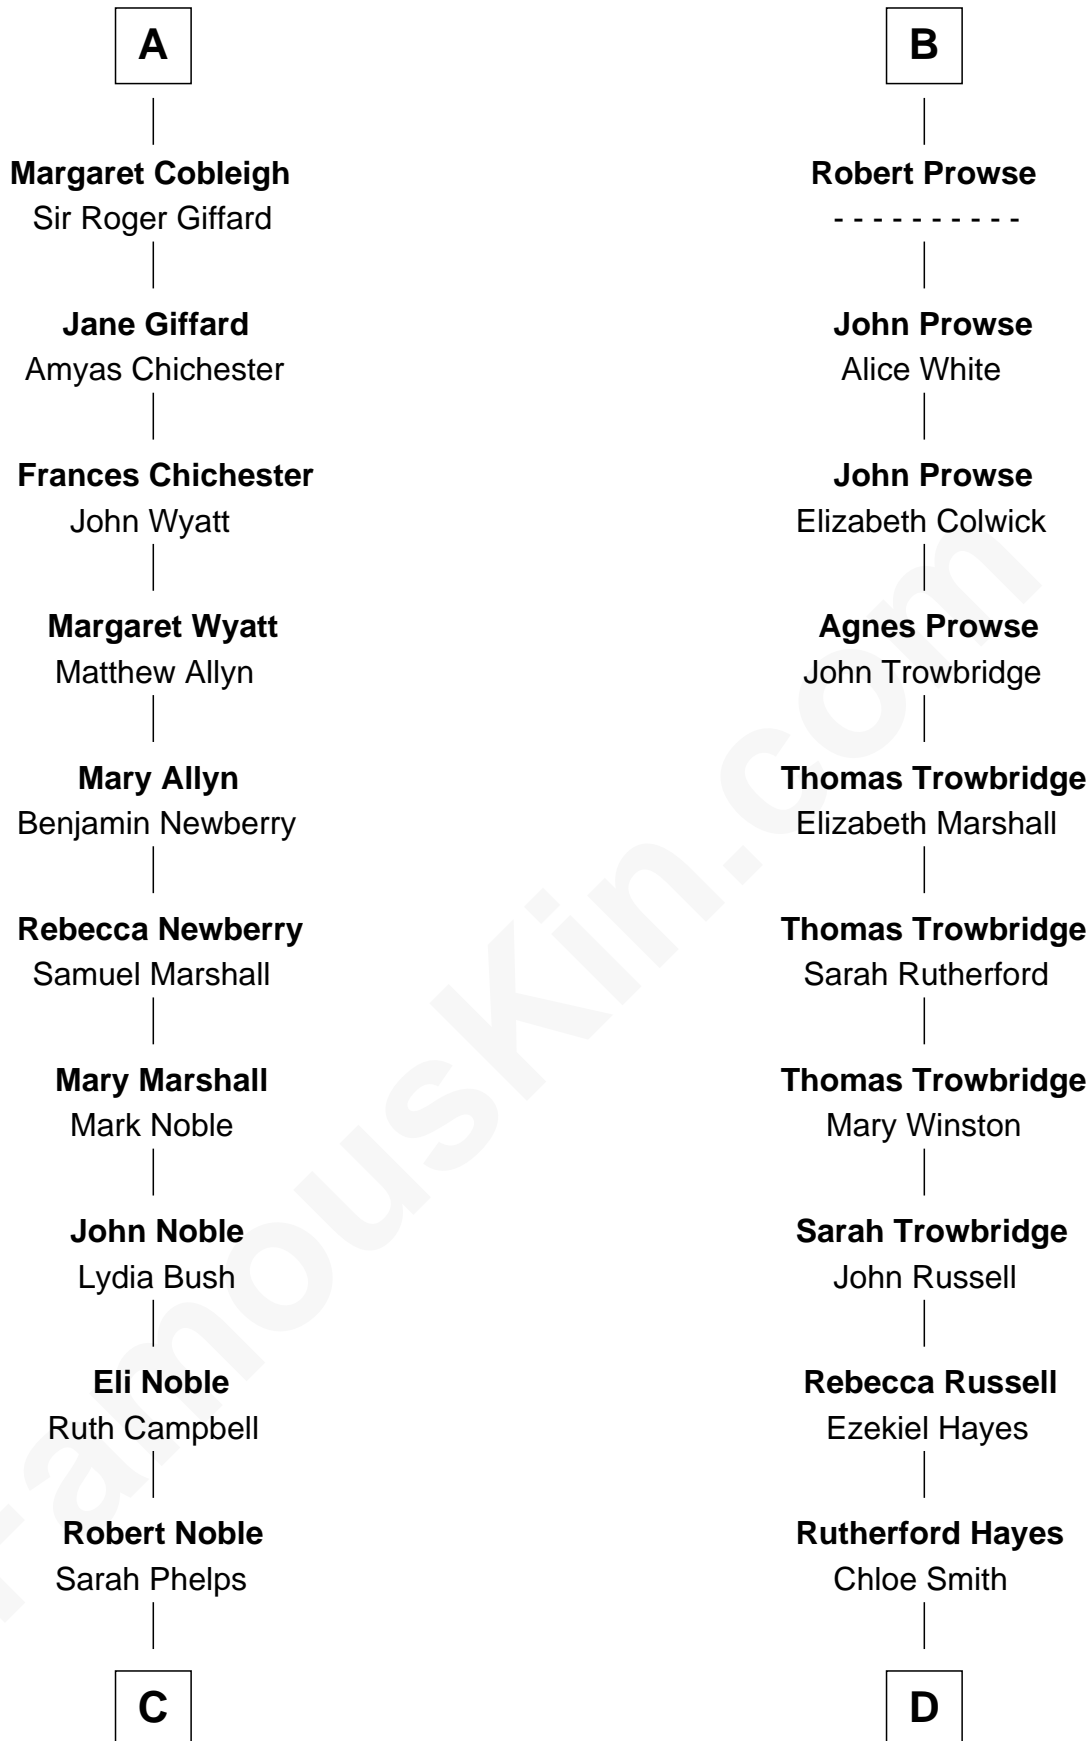 A
Margaret Cobleigh
Sir Roger Giffard
Jane Giffard
Amyas Chichester
Frances Chichester
John Wyatt
Margaret Wyatt
Matthew Allyn
Mary Allyn
Benjamin Newberry
Rebecca Newberry
Samuel Marshall
Mary Marshall
Mark Noble
John Noble
Lydia Bush
Eli Noble
Ruth Campbell
Robert Noble
Sarah Phelps
C
B
Robert Prowse
- - - - - - - - - -
John Prowse
Alice White
John Prowse
Elizabeth Colwick
Agnes Prowse
John Trowbridge
Thomas Trowbridge
Elizabeth Marshall
Thomas Trowbridge
Sarah Rutherford
Thomas Trowbridge
Mary Winston
Sarah Trowbridge
John Russell
Rebecca Russell
Ezekiel Hayes
Rutherford Hayes
Chloe Smith
D
FamousKin.com